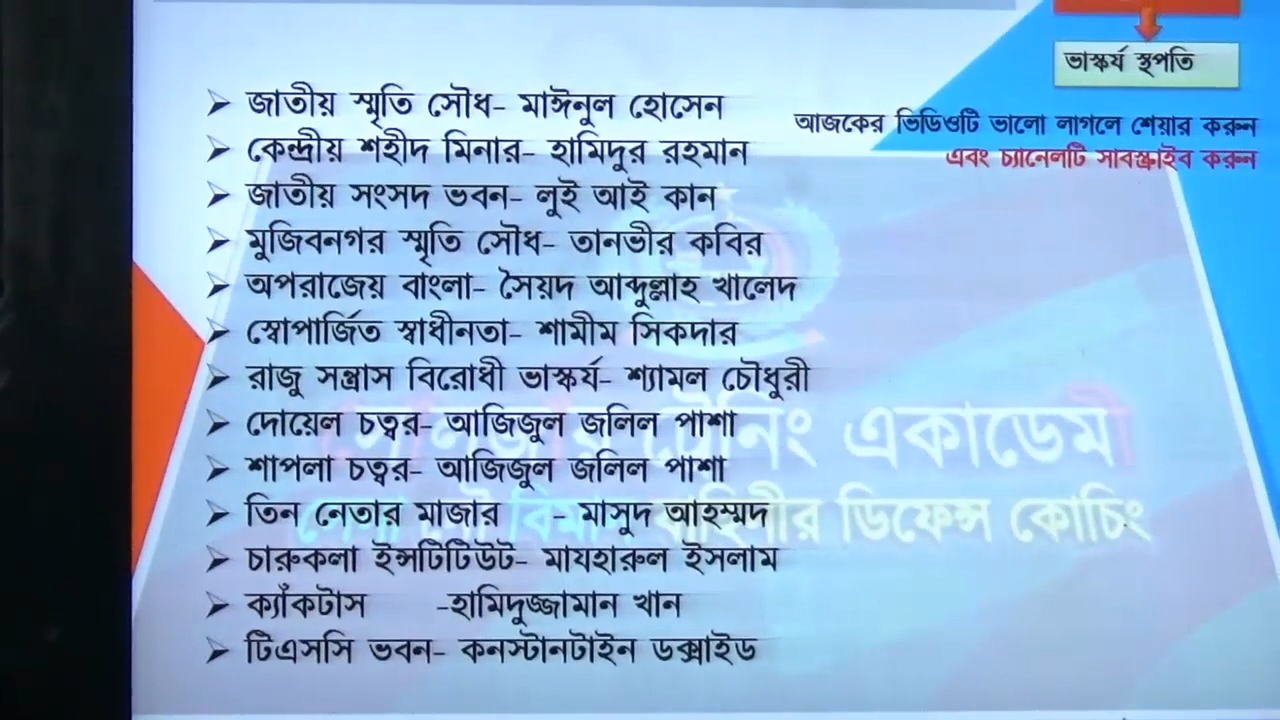 ভাস্কর্য স্থপতি
আজকের ভিডিওটি ভালো লাগলে শেয়ার করুন
এবং চ্যানেলটি সাবস্ক্রাইব করুন
জাতীয় স্মৃতি সৌধ- মাঈনুল হোসেন
কেন্দ্রীয় শহীদ মিনার- হামিদুর রহমান
জাতীয় সংসদ ভবন- লুই আই কান
মুজিবনগর স্মৃতি সৌধ- তানভীর কবির
অপরাজেয় বাংলা- সৈয়দ আব্দুল্লাহ খালেদ
স্বোপার্জিত স্বাধীনতা- শামীম সিকদার
রাজু সন্ত্রাস বিরোধী ভাস্কর্য- শ্যামল চৌধুরী
দোয়েল চত্বর- আজিজুল জলিল পাশা
শাপলা চত্বর- আজিজুল জলিল পাশা
তিন নেতার মাজার - মাসুদ আহম্মদ
চারুকলা ইন্সটিটিউট- মাযহারুল ইসলাম
ক্যাঁকটাস -হামিদুজ্জামান খান
টিএসসি ভবন- কনস্টানটাইন ডক্সাইড
একাডেমী
ডিফেন্স কোচিং